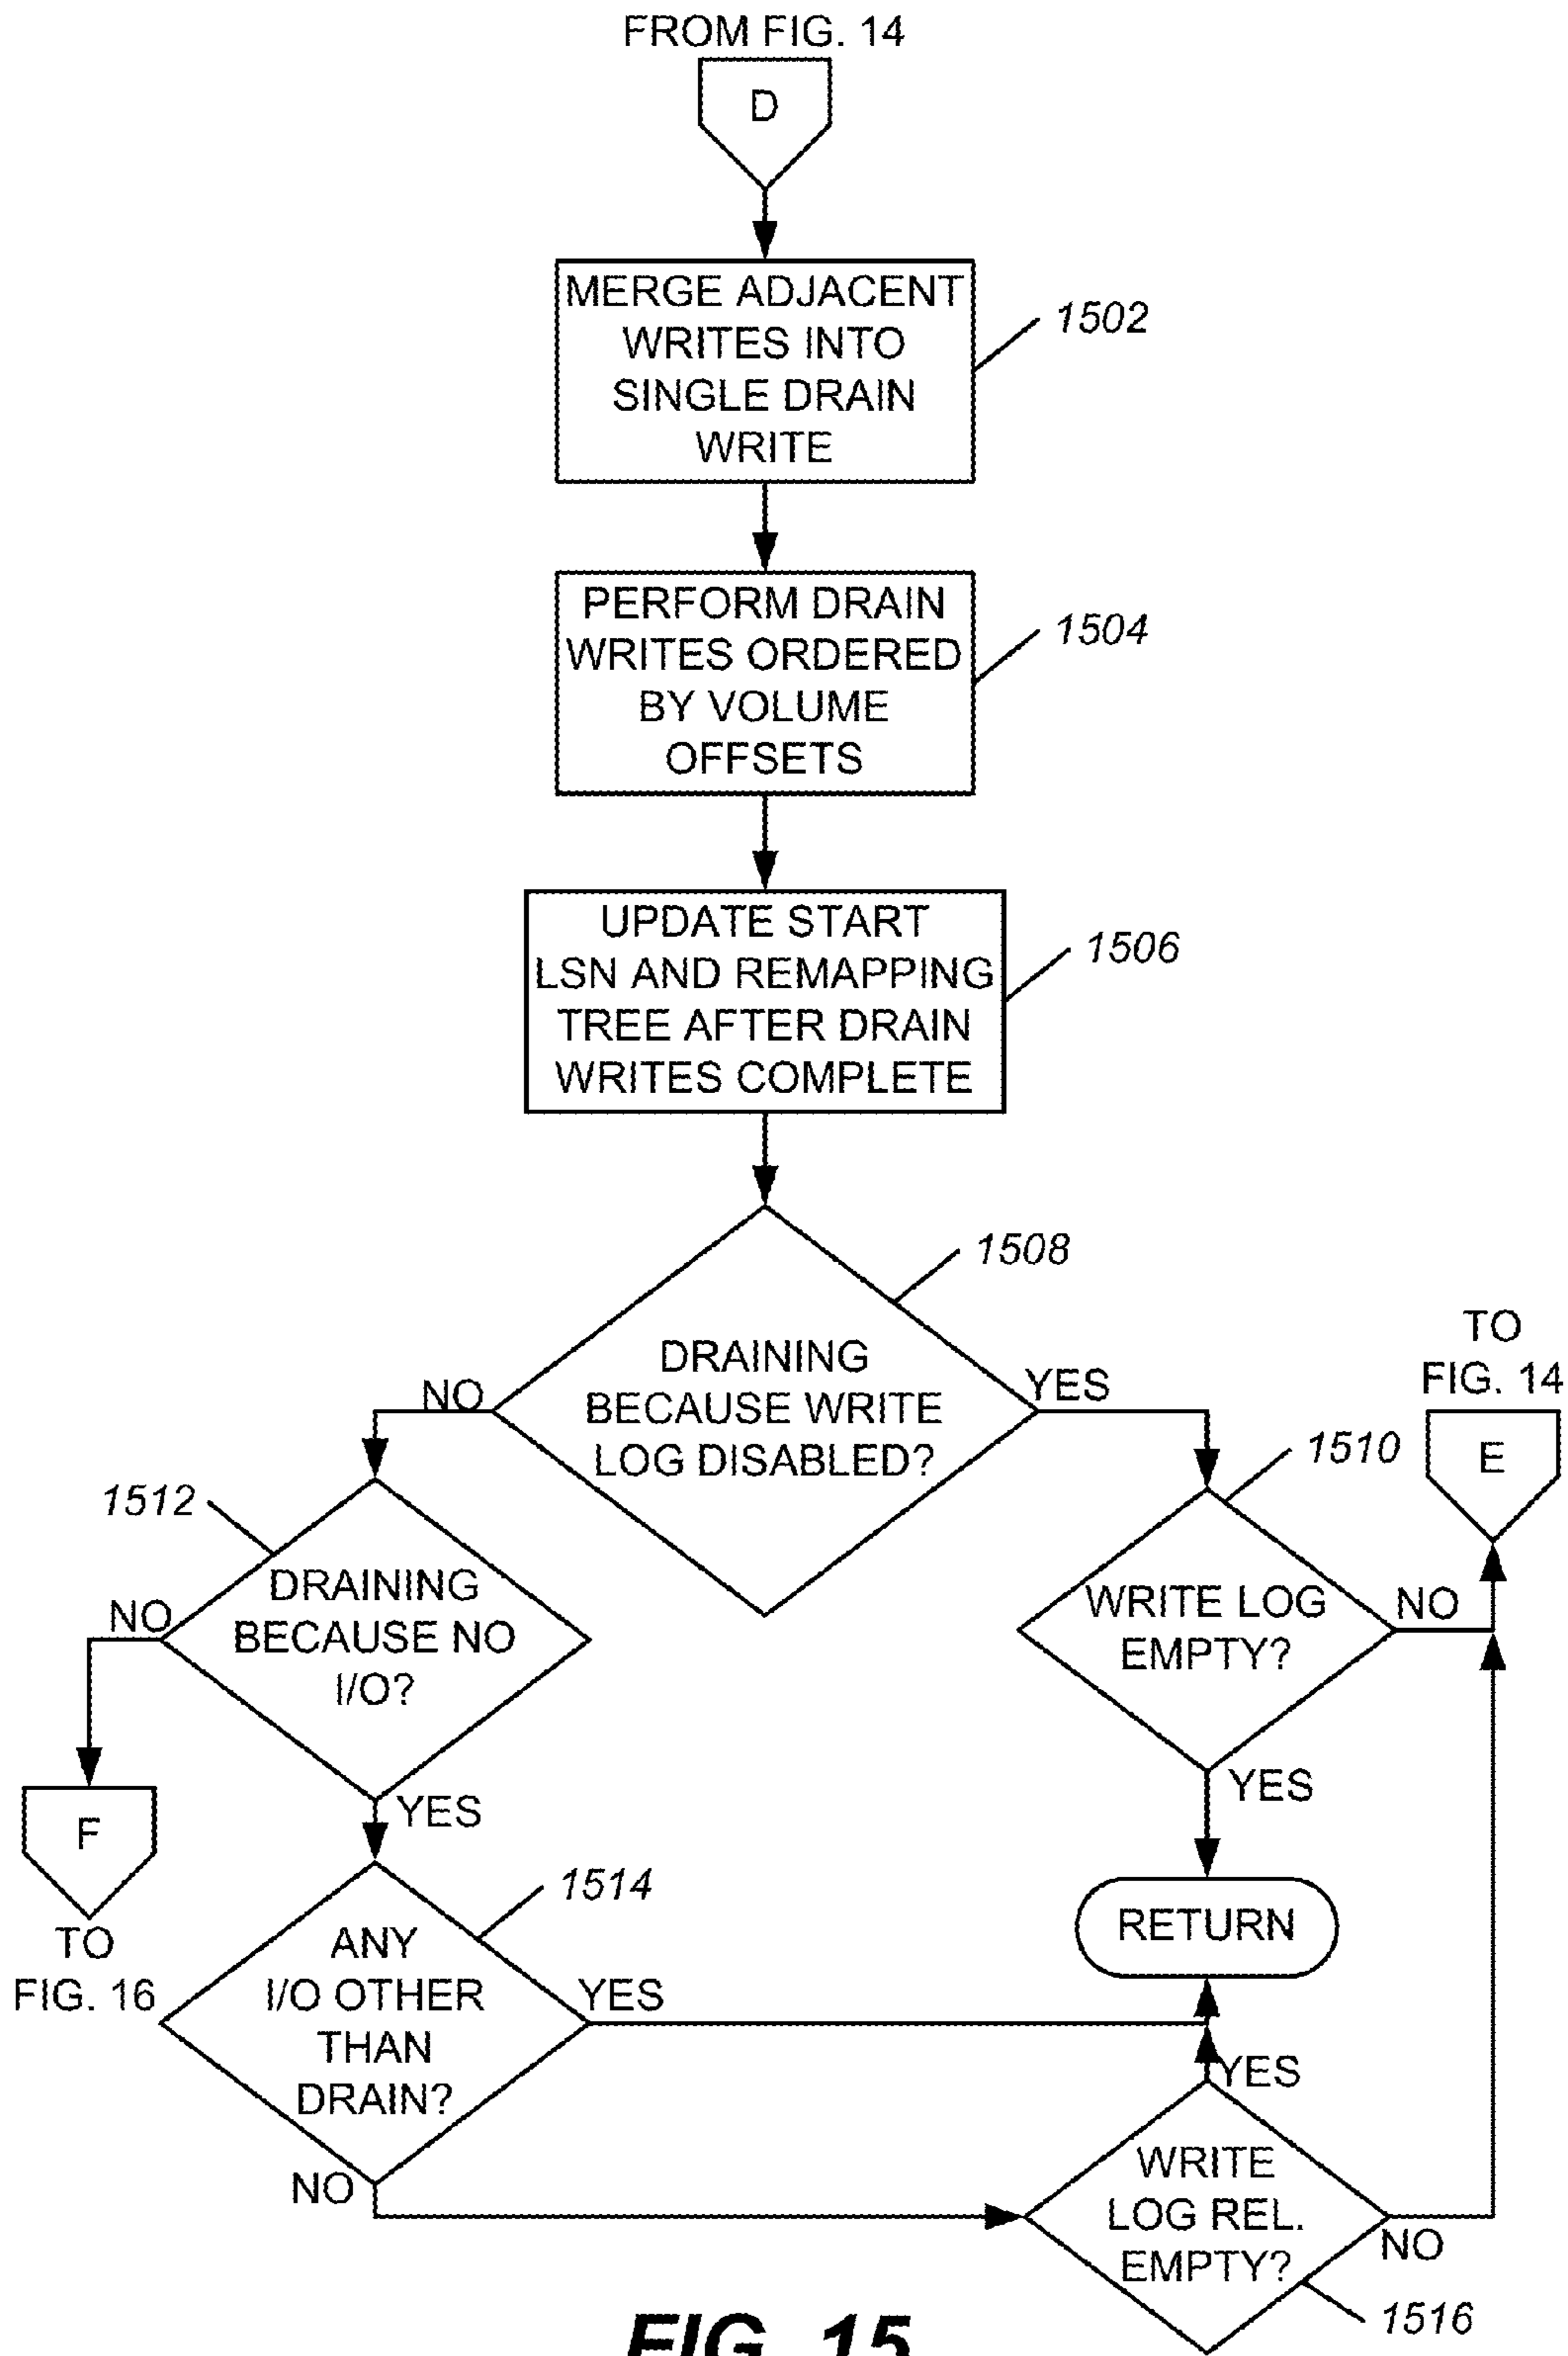 FROM FIG. 14
D
MERGE ADJACENT
WRITES INTO
SINGLE DRAIN
WRITE
1502
PERFORM DRAIN
WRITES ORDERED
BY VOLUME
OFFSETS
1504
UPDATE START
LSN AND REMAPPING
TREE AFTER DRAIN
WRITES COMPLETE
1506
1508
DRAINING
BECAUSE WRITE
LOG DISABLED?
NO
YES
TO
FIG. 14
E
1510
WRITE LOG
EMPTY?
NO
YES
1512
DRAINING
BECAUSE NO
I/O?
NO
YES
F
TO
FIG. 16
1514
ANY
I/O OTHER
THAN
DRAIN?
YES
NO
RETURN
YES
WRITE
LOG REL.
EMPTY?
NO
1516
FIG. 15